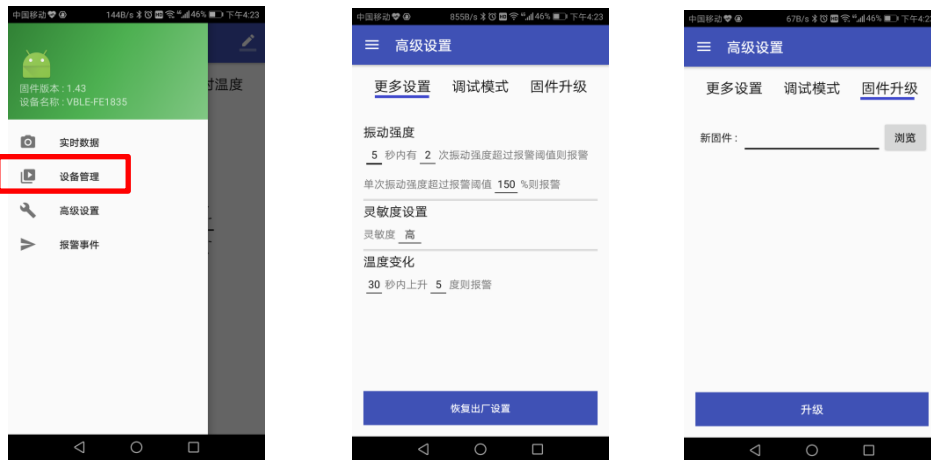 中国移动 144B/s 46% 下午4:23
固件版本 : 1.43
设备名称 : VBLE-FE1835
时温度
实时数据
设备管理
高级设置
报警事件
中国移动 855B/s 46% 下午4:23
高级设置
更多设置 调试模式 固件升级
振动强度
5 秒内有 2 次振动强度超过报警阈值则报警
单次振动强度超过报警阈值 150 %则报警
灵敏度设置
灵敏度 高
温度变化
30 秒内上升 5 度则报警
恢复出厂设置
中国移动 67B/s 46% 下午4:23
高级设置
更多设置 调试模式 固件升级
新固件 : 浏览
升级